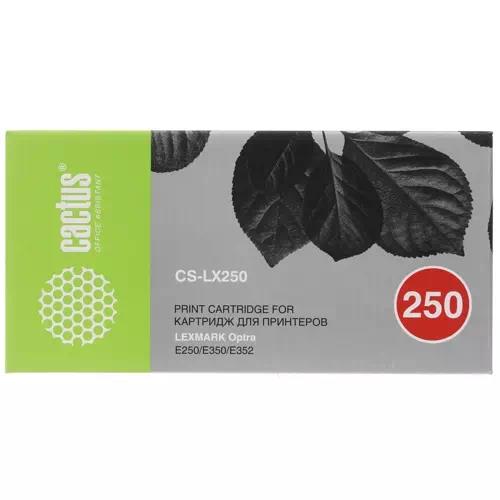 cactus®
OFFICE ASSISTANT
CS-LX250
PRINT CARTRIDGE FOR
КАРТРИДЖ ДЛЯ ПРИНТЕРОВ
LEXMARK Optra
E250/E350/E352
250